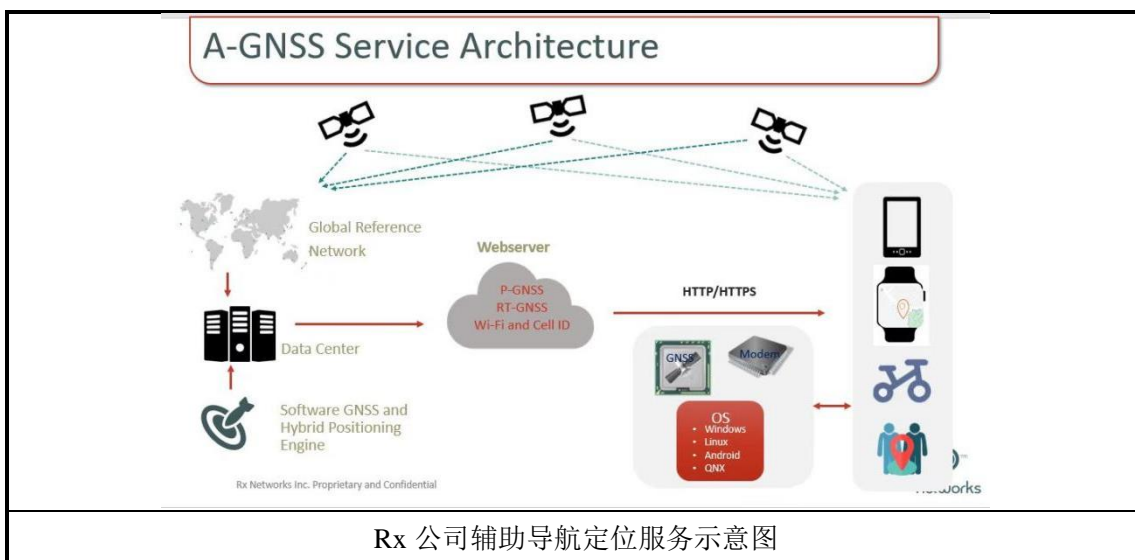 A-GNSS Service Architecture
Global Reference
Network
Webserver
P-GNSS
RT-GNSS
Wi-Fi and Cell ID
HTTP/HTTPS
Data Center
GNSS
Modem
Software GNSS and
Hybrid Positioning
Engine
OS
• Windows
• Linux
• Android
• QNX
Rx Networks Inc. Proprietary and Confidential
Rx 公司辅助导航定位服务示意图